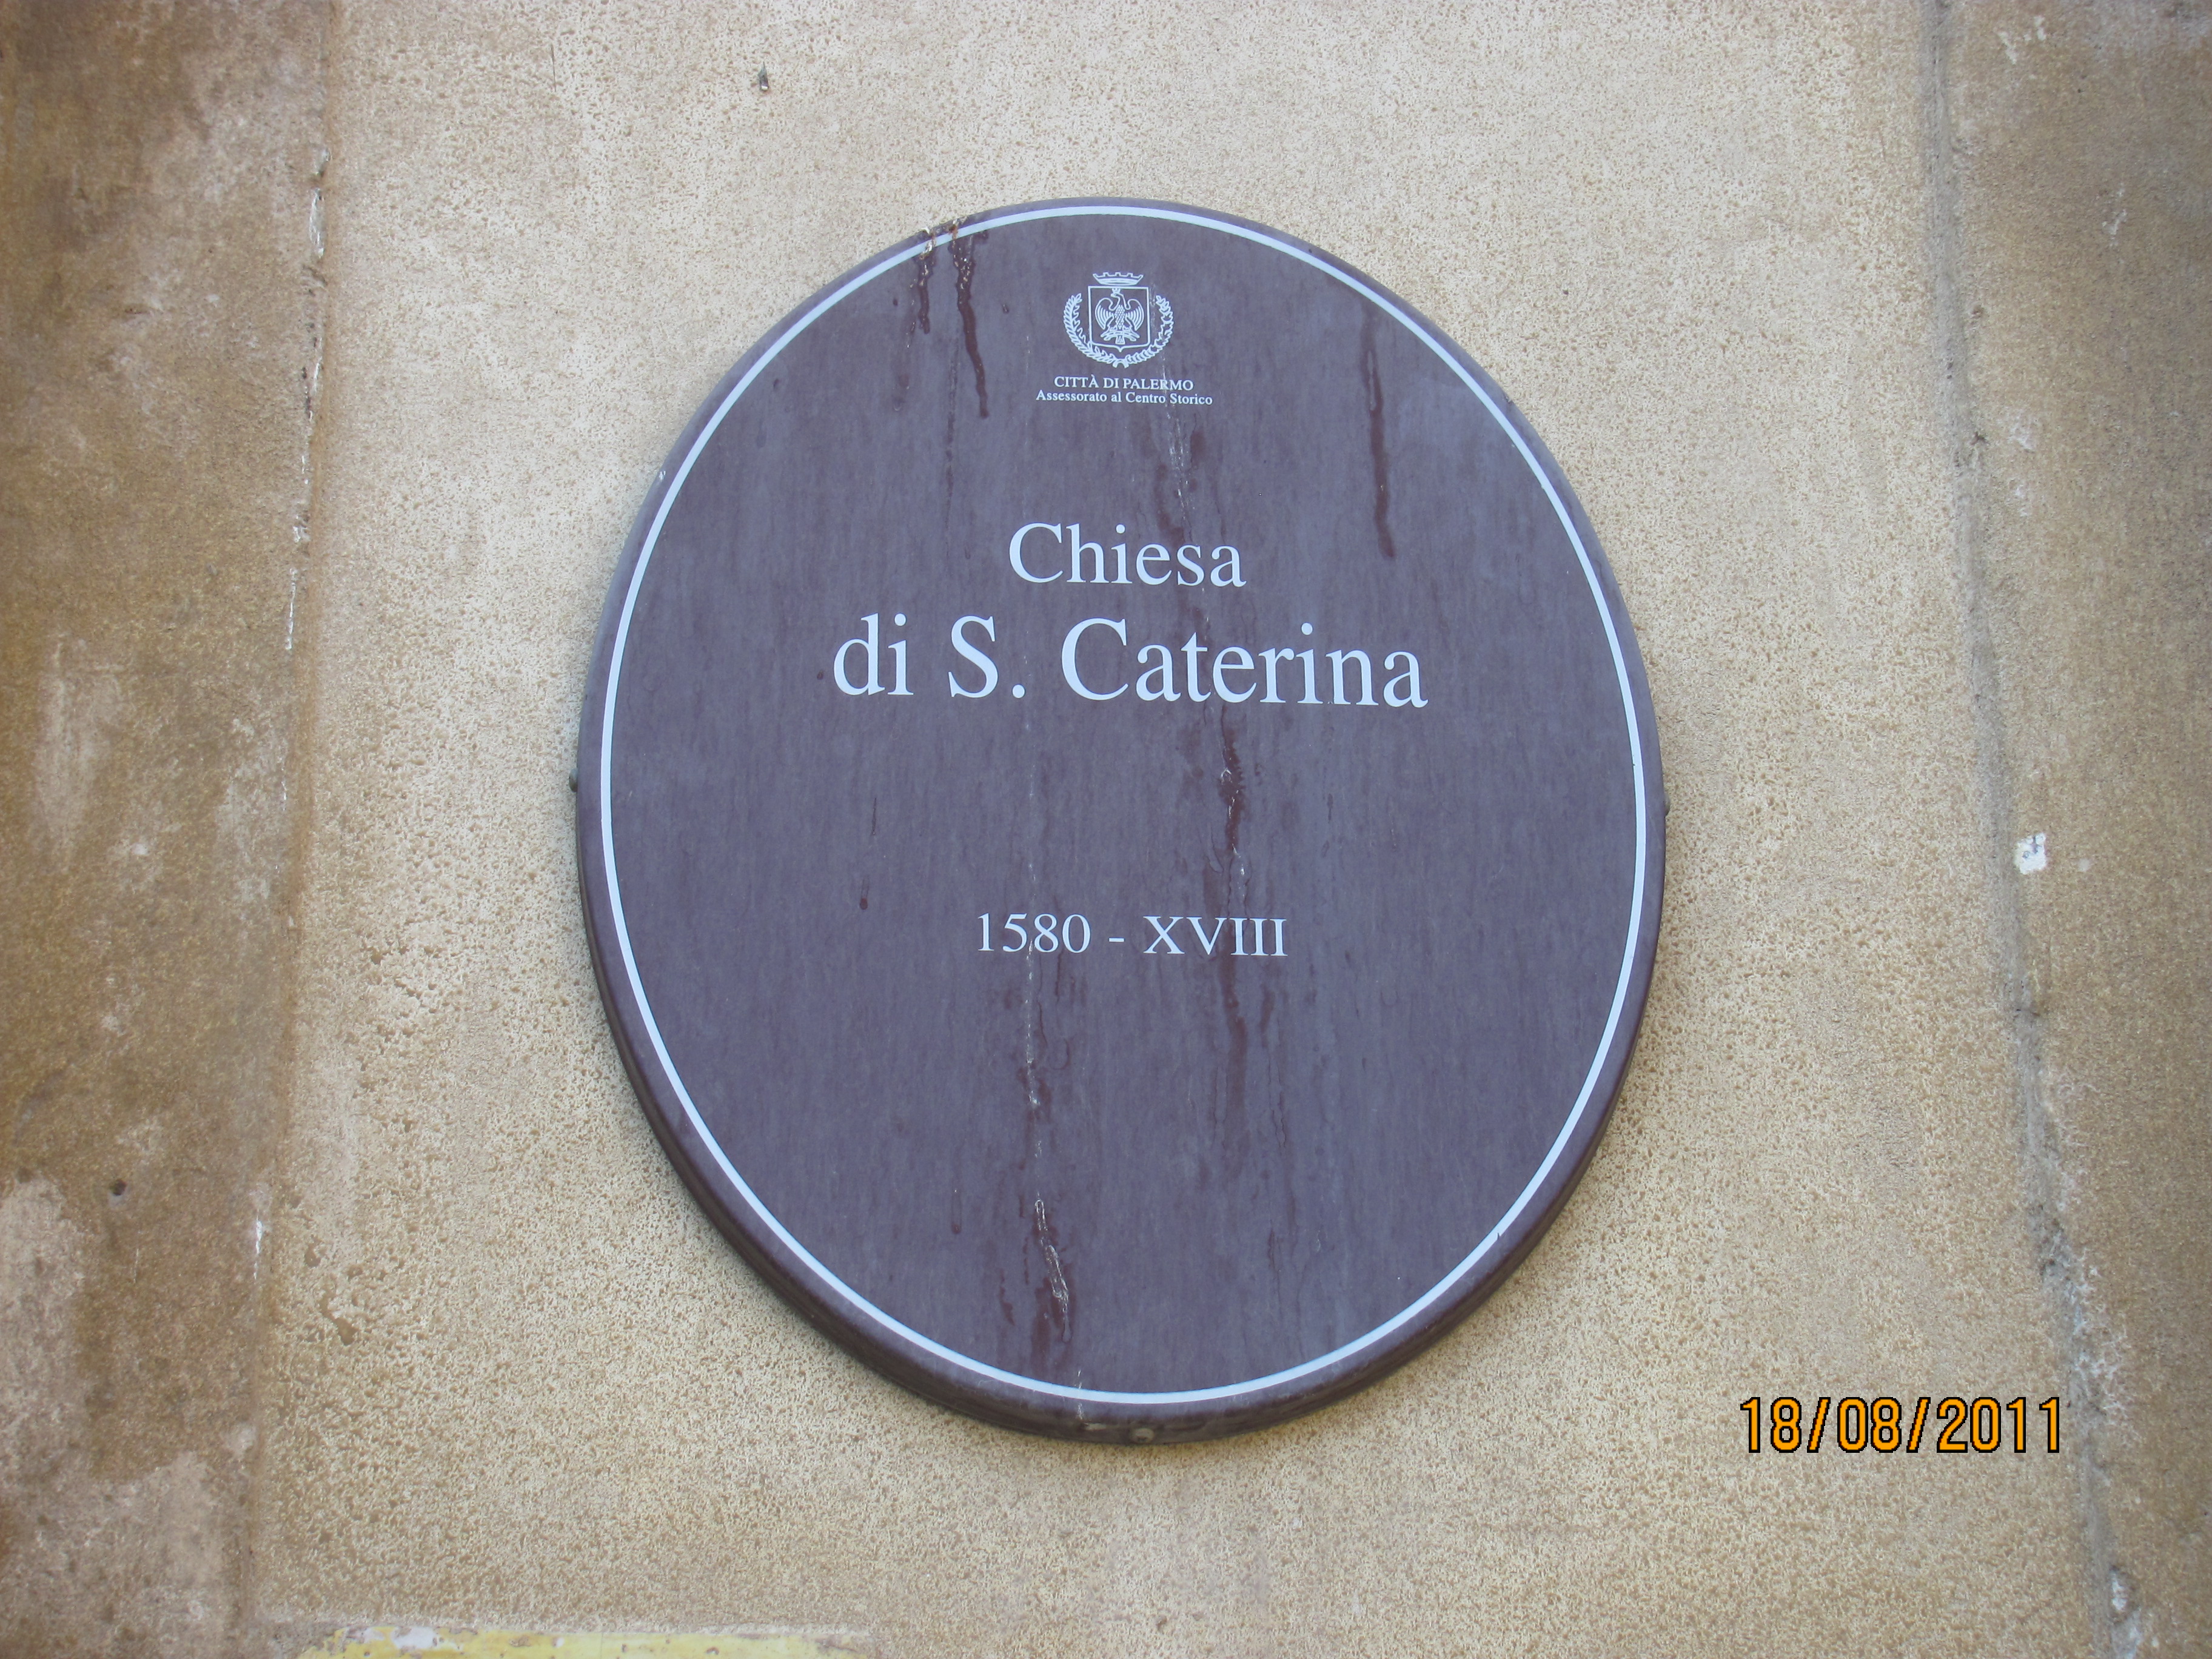 CITTÀ DI PALERMO
Assessorato al Centro Storico
Chiesa
di S. Caterina
1580 - XVIII
18/08/2011